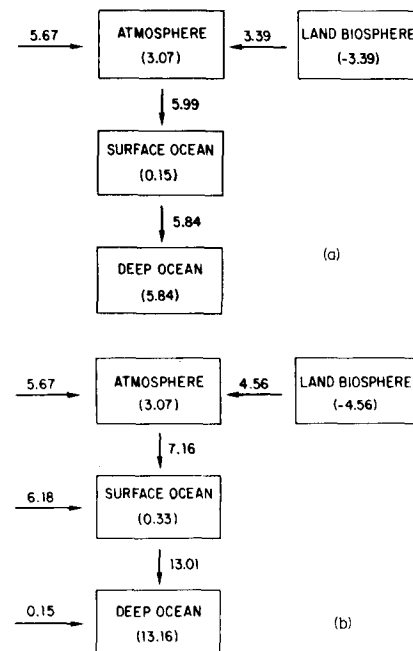 5.67
ATMOSPHERE
(3.07)
3.39
LAND BIOSPHERE
(-3.39)
5.99
SURFACE OCEAN
(0.15)
5.84
DEEP OCEAN
(5.84)
(a)
5.67
ATMOSPHERE
(3.07)
4.56
LAND BIOSPHERE
(-4.56)
7.16
6.18
SURFACE OCEAN
(0.33)
13.01
0.15
DEEP OCEAN
(13.16)
(b)